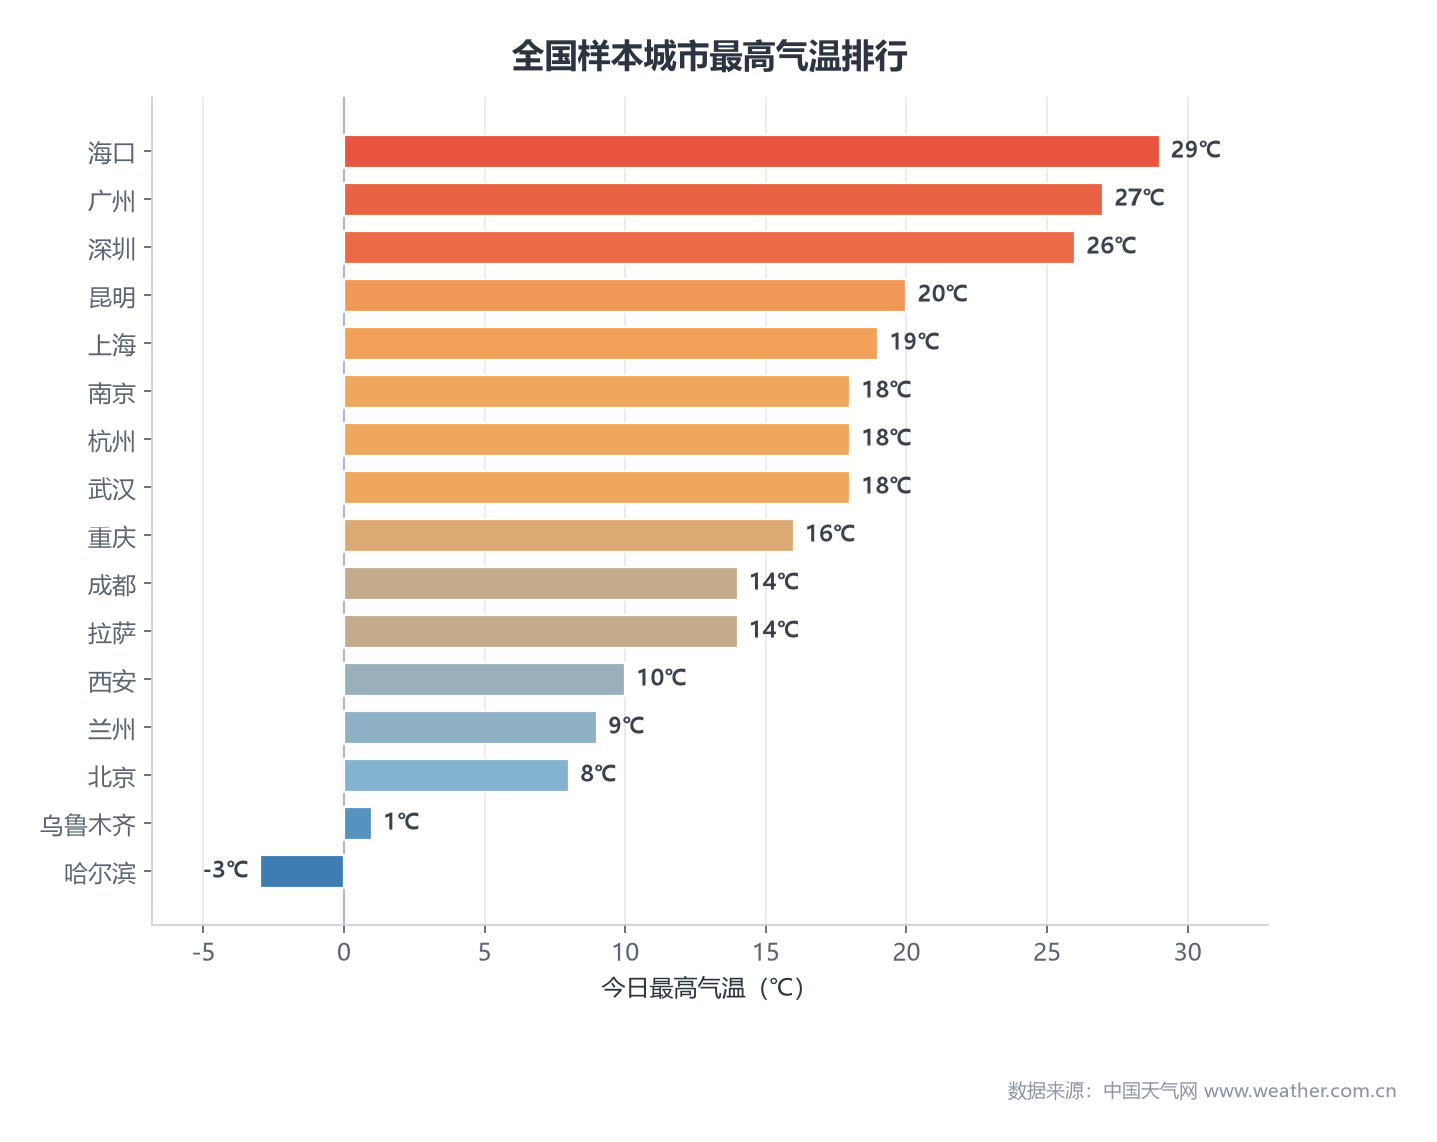 全国样本城市最高气温排行
海口 29℃
广州 27℃
深圳 26℃
昆明 20℃
上海 19℃
南京 18℃
杭州 18℃
武汉 18℃
重庆 16℃
成都 14℃
拉萨 14℃
西安 10℃
兰州 9℃
北京 8℃
乌鲁木齐 1℃
哈尔滨 -3℃
-5 0 5 10 15 20 25 30
今日最高气温（℃）
数据来源：中国天气网 www.weather.com.cn